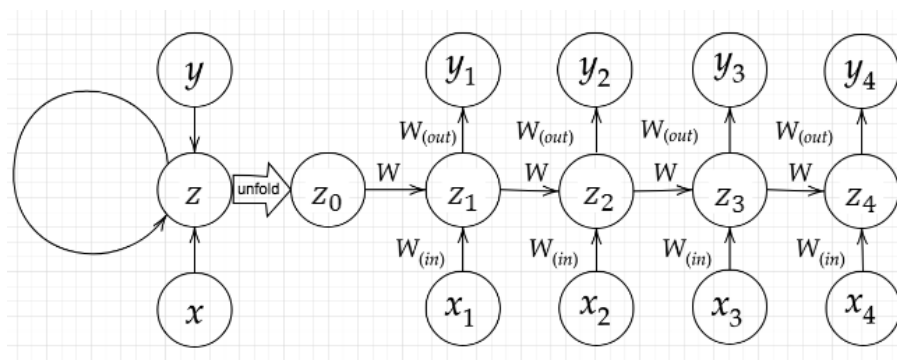 y y₁ y₂ y₃ y₄
W₍out₎ W₍out₎ W₍out₎ W₍out₎
z unfold z₀ W z₁ W z₂ W z₃ W z₄
W₍in₎ W₍in₎ W₍in₎ W₍in₎
x x₁ x₂ x₃ x₄